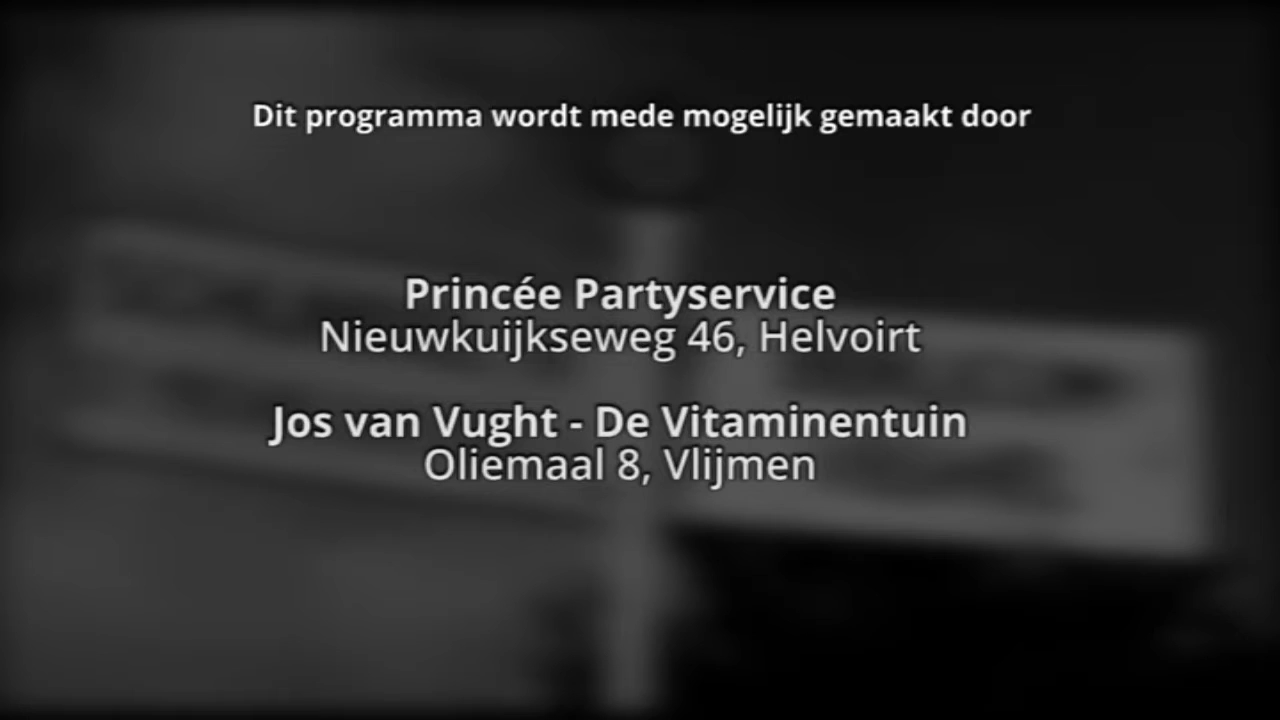 Dit programma wordt mede mogelijk gemaakt door
Princée Partyservice
Nieuwkuijkseweg 46, Helvoirt
Jos van Vught - De Vitaminentuin
Oliemaal 8, Vlijmen